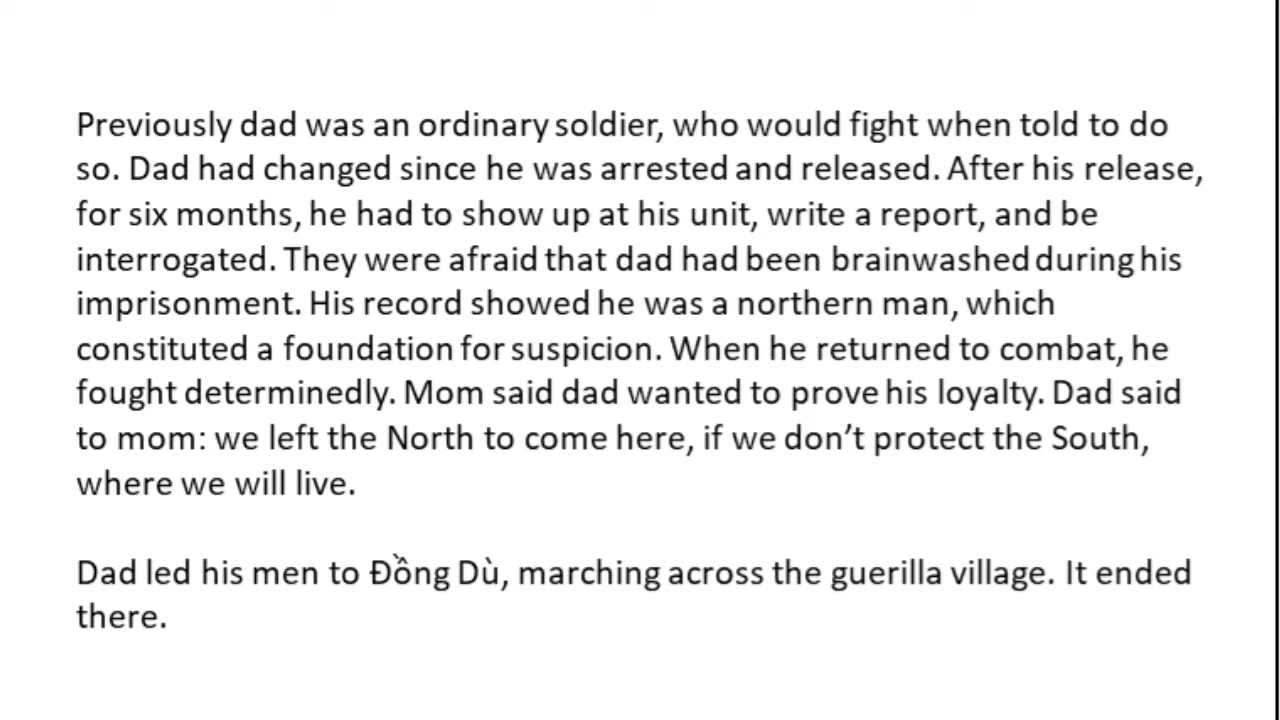 Previously dad was an ordinary soldier, who would fight when told to do
so. Dad had changed since he was arrested and released. After his release,
for six months, he had to show up at his unit, write a report, and be
interrogated. They were afraid that dad had been brainwashed during his
imprisonment. His record showed he was a northern man, which
constituted a foundation for suspicion. When he returned to combat, he
fought determinedly. Mom said dad wanted to prove his loyalty. Dad said
to mom: we left the North to come here, if we don’t protect the South,
where we will live.
Dad led his men to Đồng Dù, marching across the guerilla village. It ended
there.